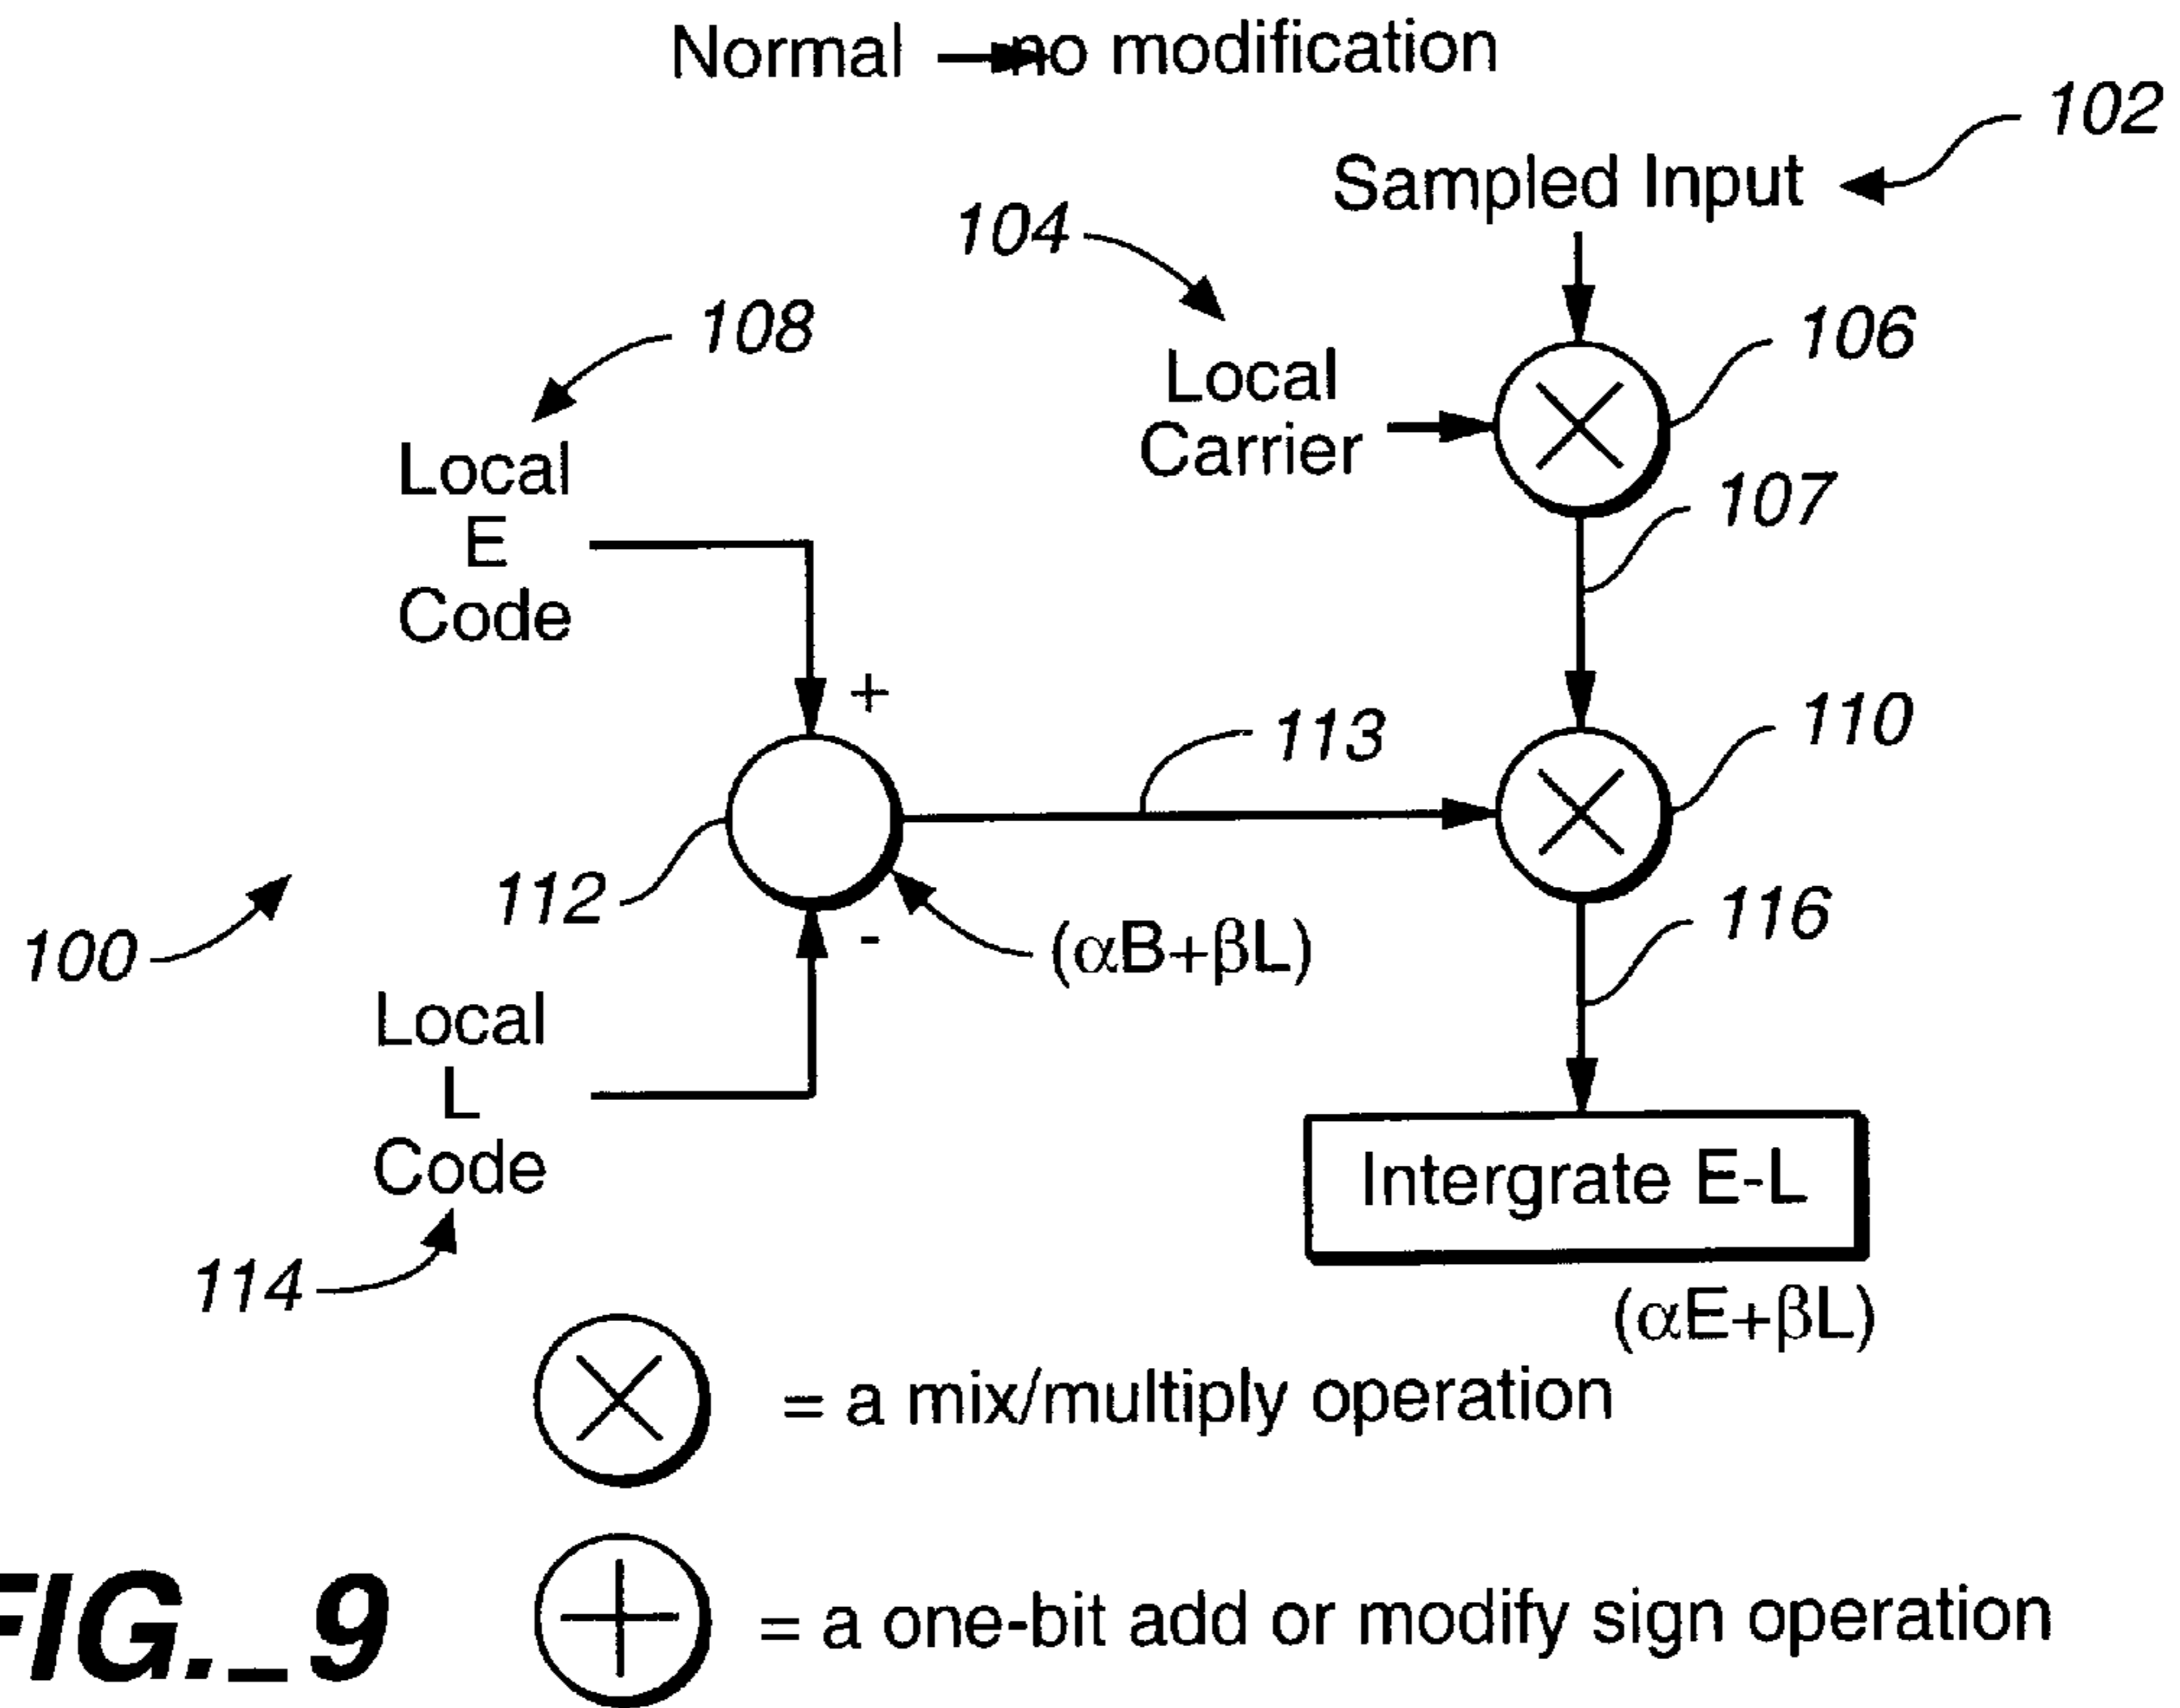 Normal → no modification
102
Sampled Input
104
108
106
Local
Carrier
Local
E
Code
107
+
113
110
112
(αB+βL)
-
116
100
Local
L
Code
Intergrate E-L
114
(αE+βL)
= a mix/multiply operation
FIG._9
= a one-bit add or modify sign operation